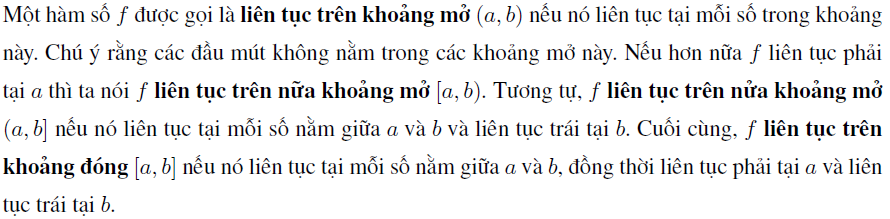 Một hàm số f được gọi là liên tục trên khoảng mở (a, b) nếu nó liên tục tại mỗi số trong khoảng
này. Chú ý rằng các đầu mút không nằm trong các khoảng mở này. Nếu hơn nữa f liên tục phải
tại a thì ta nói f liên tục trên nữa khoảng mở [a, b). Tương tự, f liên tục trên nửa khoảng mở
(a, b] nếu nó liên tục tại mỗi số nằm giữa a và b và liên tục trái tại b. Cuối cùng, f liên tục trên
khoảng đóng [a, b] nếu nó liên tục tại mỗi số nằm giữa a và b, đồng thời liên tục phải tại a và liên
tục trái tại b.